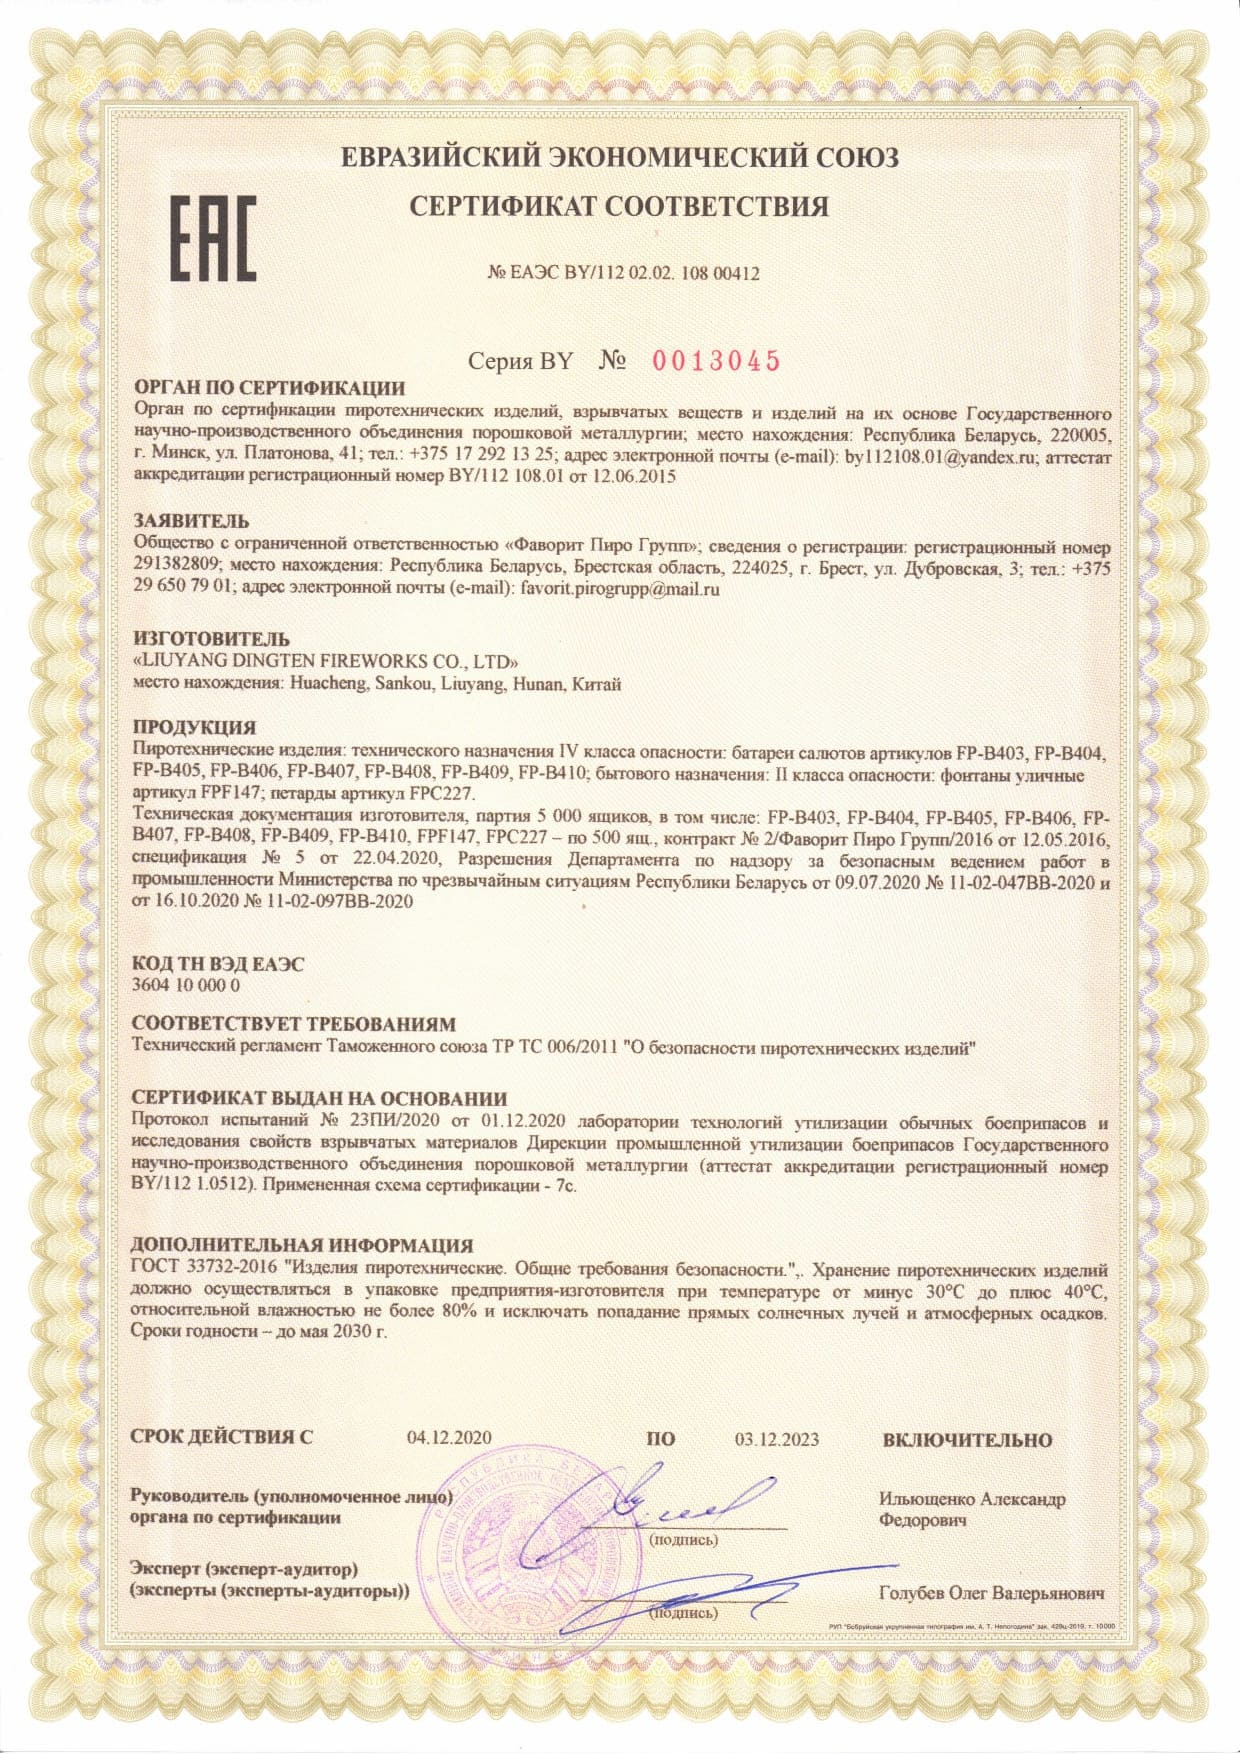 ЕВРАЗИЙСКИЙ ЭКОНОМИЧЕСКИЙ СОЮЗ
EAC
СЕРТИФИКАТ СООТВЕТСТВИЯ
№ ЕАЭС BY/112 02.02. 108 00412
Серия BY № 0013045
ОРГАН ПО СЕРТИФИКАЦИИ
Орган по сертификации пиротехнических изделий, взрывчатых веществ и изделий на их основе Государственного
научно-производственного объединения порошковой металлургии; место нахождения: Республика Беларусь, 220005,
г. Минск, ул. Платонова, 41; тел.: +375 17 292 13 25; адрес электронной почты (e-mail): by112108.01@yandex.ru; аттестат
аккредитации регистрационный номер BY/112 108.01 от 12.06.2015
ЗАЯВИТЕЛЬ
Общество с ограниченной ответственностью «Фаворит Пиро Групп»; сведения о регистрации: регистрационный номер
291382809; место нахождения: Республика Беларусь, Брестская область, 224025, г. Брест, ул. Дубровская, 3; тел.: +375
29 650 79 01; адрес электронной почты (e-mail): favorit.pirogrupp@mail.ru
ИЗГОТОВИТЕЛЬ
«LIUYANG DINGTEN FIREWORKS CO., LTD»
место нахождения: Huacheng, Sankou, Liuyang, Hunan, Китай
ПРОДУКЦИЯ
Пиротехнические изделия: технического назначения IV класса опасности: батареи салютов артикулов FP-B403, FP-B404,
FP-B405, FP-B406, FP-B407, FP-B408, FP-B409, FP-B410; бытового назначения: II класса опасности: фонтаны уличные
артикул FPF147; петарды артикул FPC227.
Техническая документация изготовителя, партия 5 000 ящиков, в том числе: FP-B403, FP-B404, FP-B405, FP-B406, FP-
B407, FP-B408, FP-B409, FP-B410, FPF147, FPC227 – по 500 ящ., контракт № 2/Фаворит Пиро Групп/2016 от 12.05.2016,
спецификация № 5 от 22.04.2020, Разрешения Департамента по надзору за безопасным ведением работ в
промышленности Министерства по чрезвычайным ситуациям Республики Беларусь от 09.07.2020 № 11-02-047ВВ-2020 и
от 16.10.2020 № 11-02-097ВВ-2020
КОД ТН ВЭД ЕАЭС
3604 10 000 0
СООТВЕТСТВУЕТ ТРЕБОВАНИЯМ
Технический регламент Таможенного союза ТР ТС 006/2011 "О безопасности пиротехнических изделий"
СЕРТИФИКАТ ВЫДАН НА ОСНОВАНИИ
Протокол испытаний № 23ПИ/2020 от 01.12.2020 лаборатории технологий утилизации обычных боеприпасов и
исследования свойств взрывчатых материалов Дирекции промышленной утилизации боеприпасов Государственного
научно-производственного объединения порошковой металлургии (аттестат аккредитации регистрационный номер
BY/112 1.0512). Примененная схема сертификации - 7с.
ДОПОЛНИТЕЛЬНАЯ ИНФОРМАЦИЯ
ГОСТ 33732-2016 "Изделия пиротехнические. Общие требования безопасности.",. Хранение пиротехнических изделий
должно осуществляться в упаковке предприятия-изготовителя при температуре от минус 30°С до плюс 40°С,
относительной влажностью не более 80% и исключать попадание прямых солнечных лучей и атмосферных осадков.
Сроки годности – до мая 2030 г.
СРОК ДЕЙСТВИЯ С 04.12.2020 ПО 03.12.2023 ВКЛЮЧИТЕЛЬНО
Руководитель (уполномоченное лицо)
органа по сертификации
(подпись)
Ильющенко Александр
Федорович
Эксперт (эксперт-аудитор)
(эксперты (эксперты-аудиторы))
(подпись)
Голубев Олег Валерьянович
РУП "Бобруйская укрупненная типография им. А. Т. Непогодина" зак. 429ц-2019, т. 10000
РЕСПУБЛИКА БЕЛАРУСЬ
МИНСК